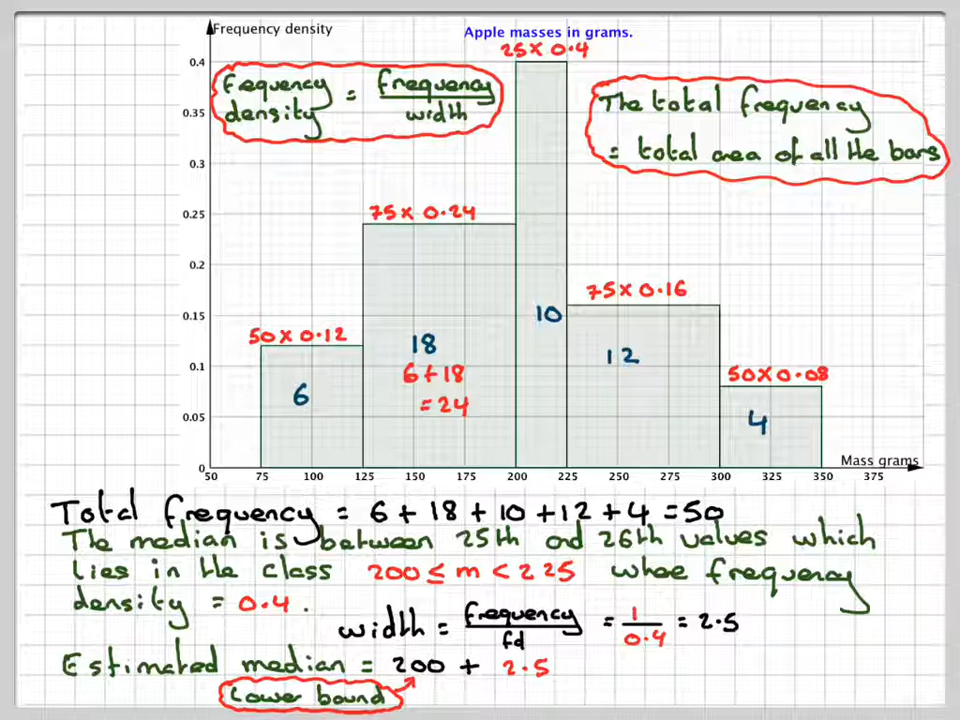 Frequency density
Apple masses in grams.
25 x 0.4
0.4
Fequency density = frequency / width
The total frequency
= total area of all the bars
0.35
0.3
0.25
75 x 0.24
0.2
75 x 0.16
50 x 0.12
0.15
10
18
12
6 + 18
= 24
50 x 0.08
0.1
6
4
0.05
0
Mass grams
50 75 100 125 150 175 200 225 250 275 300 325 350 375
Total frequency = 6 + 18 + 10 + 12 + 4 = 50
The median is between 25th and 26th values which
lies in the class 200 ≤ m < 225 whee frequency
density = 0.4.
width = frequency / fd = 1 / 0.4 = 2.5
Estimated median = 200 + 2.5
Lower bound